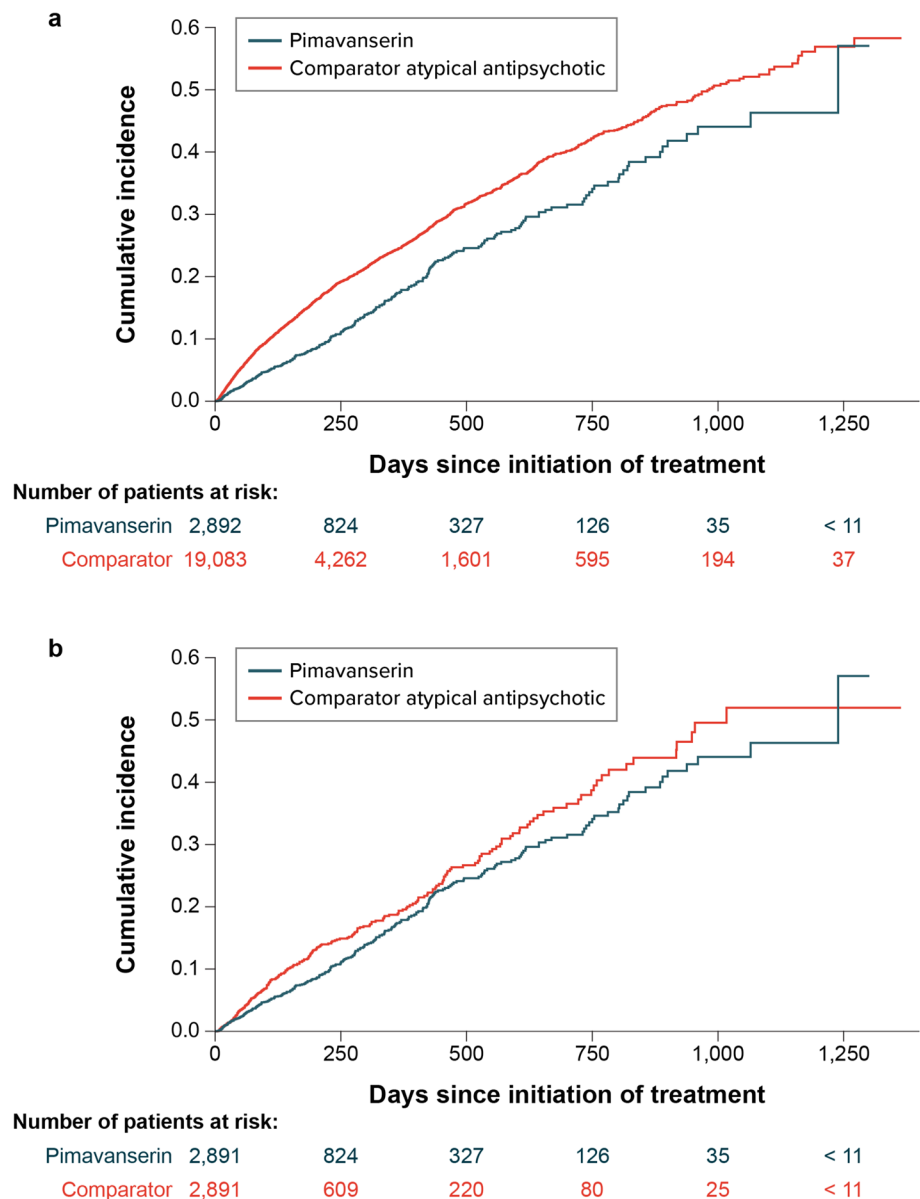 a
Pimavanserin
Comparator atypical antipsychotic
Cumulative incidence
0.6
0.5
0.4
0.3
0.2
0.1
0.0
0 250 500 750 1,000 1,250
Days since initiation of treatment
Number of patients at risk:
Pimavanserin 2,892 824 327 126 35 < 11
Comparator 19,083 4,262 1,601 595 194 37
b
Pimavanserin
Comparator atypical antipsychotic
Cumulative incidence
0.6
0.5
0.4
0.3
0.2
0.1
0.0
0 250 500 750 1,000 1,250
Days since initiation of treatment
Number of patients at risk:
Pimavanserin 2,891 824 327 126 35 < 11
Comparator 2,891 609 220 80 25 < 11